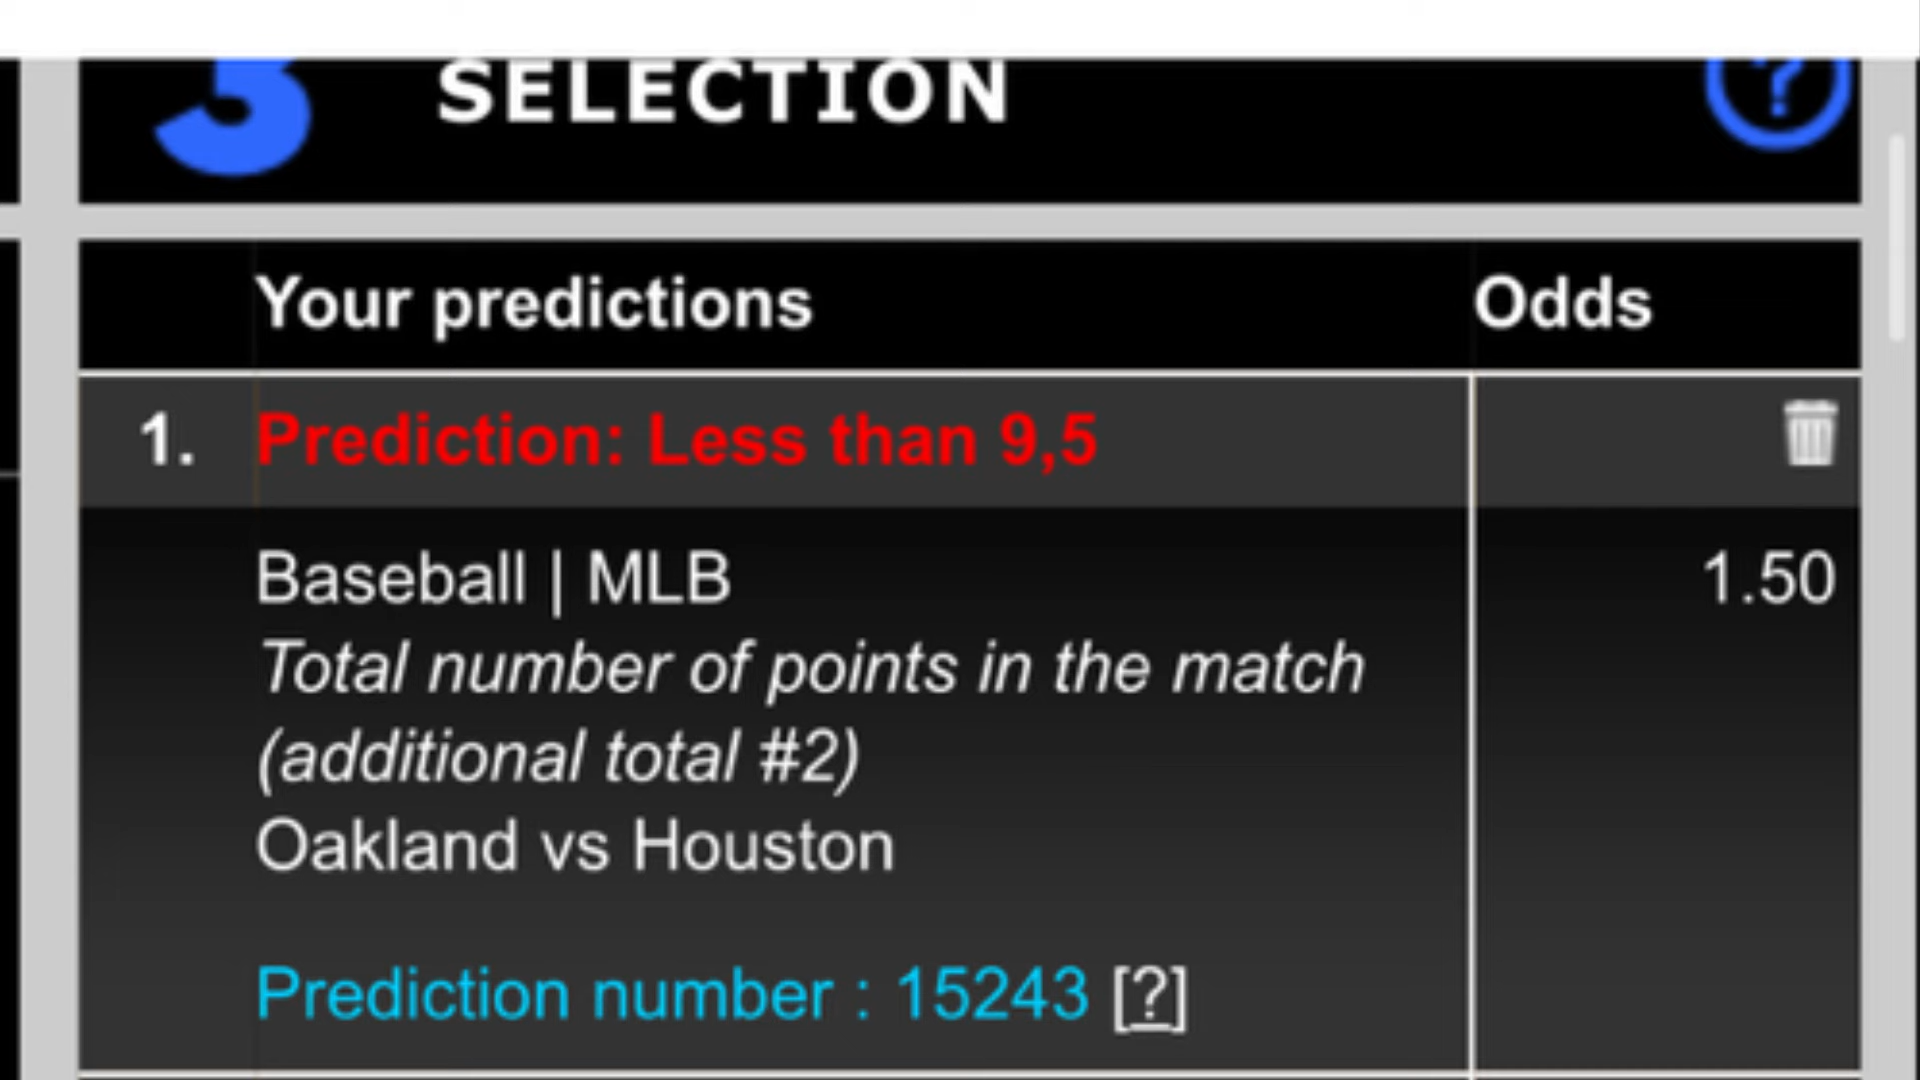 3 SELECTION ?
Your predictions Odds
1. Prediction: Less than 9,5
Baseball | MLB 1.50
Total number of points in the match
(additional total #2)
Oakland vs Houston
Prediction number : 15243 [?]